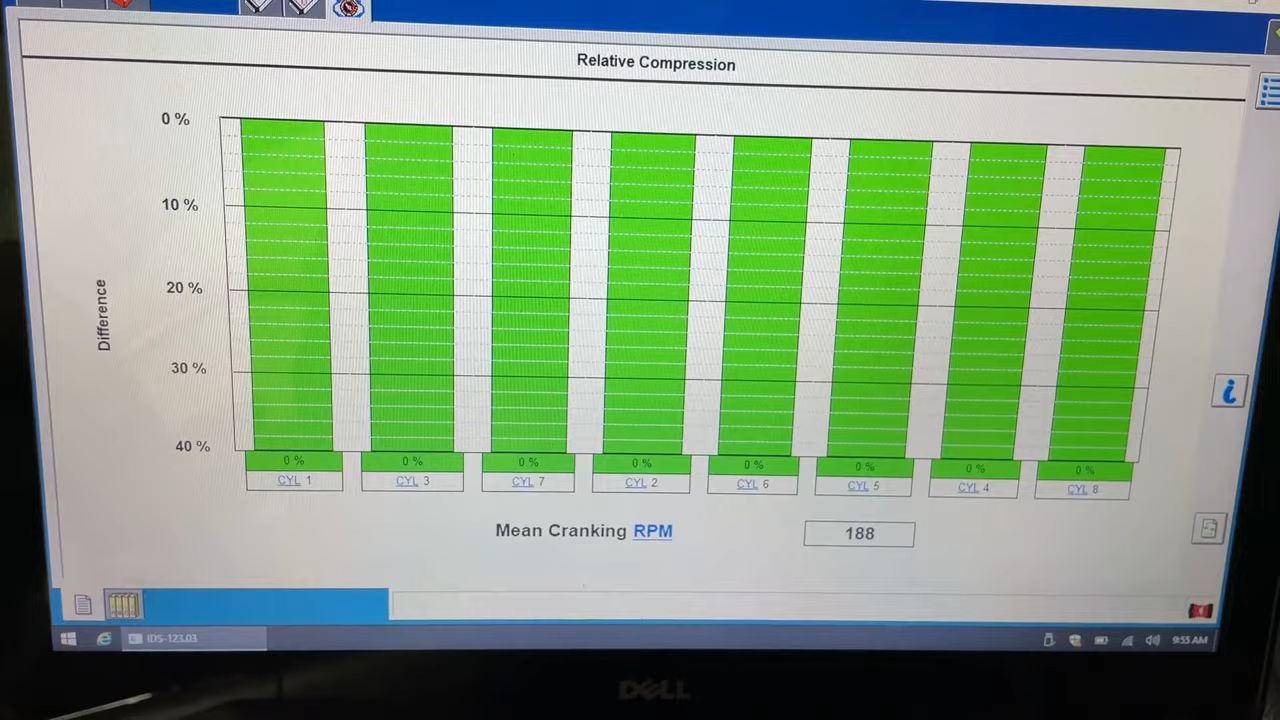 Relative Compression
0 %
10 %
20 %
30 %
40 %
Difference
0 % 0 % 0 % 0 % 0 % 0 % 0 % 0 %
CYL 1 CYL 3 CYL 7 CYL 2 CYL 6 CYL 5 CYL 4 CYL 8
Mean Cranking RPM 188
IDS-123.03
9:55 AM
DELL